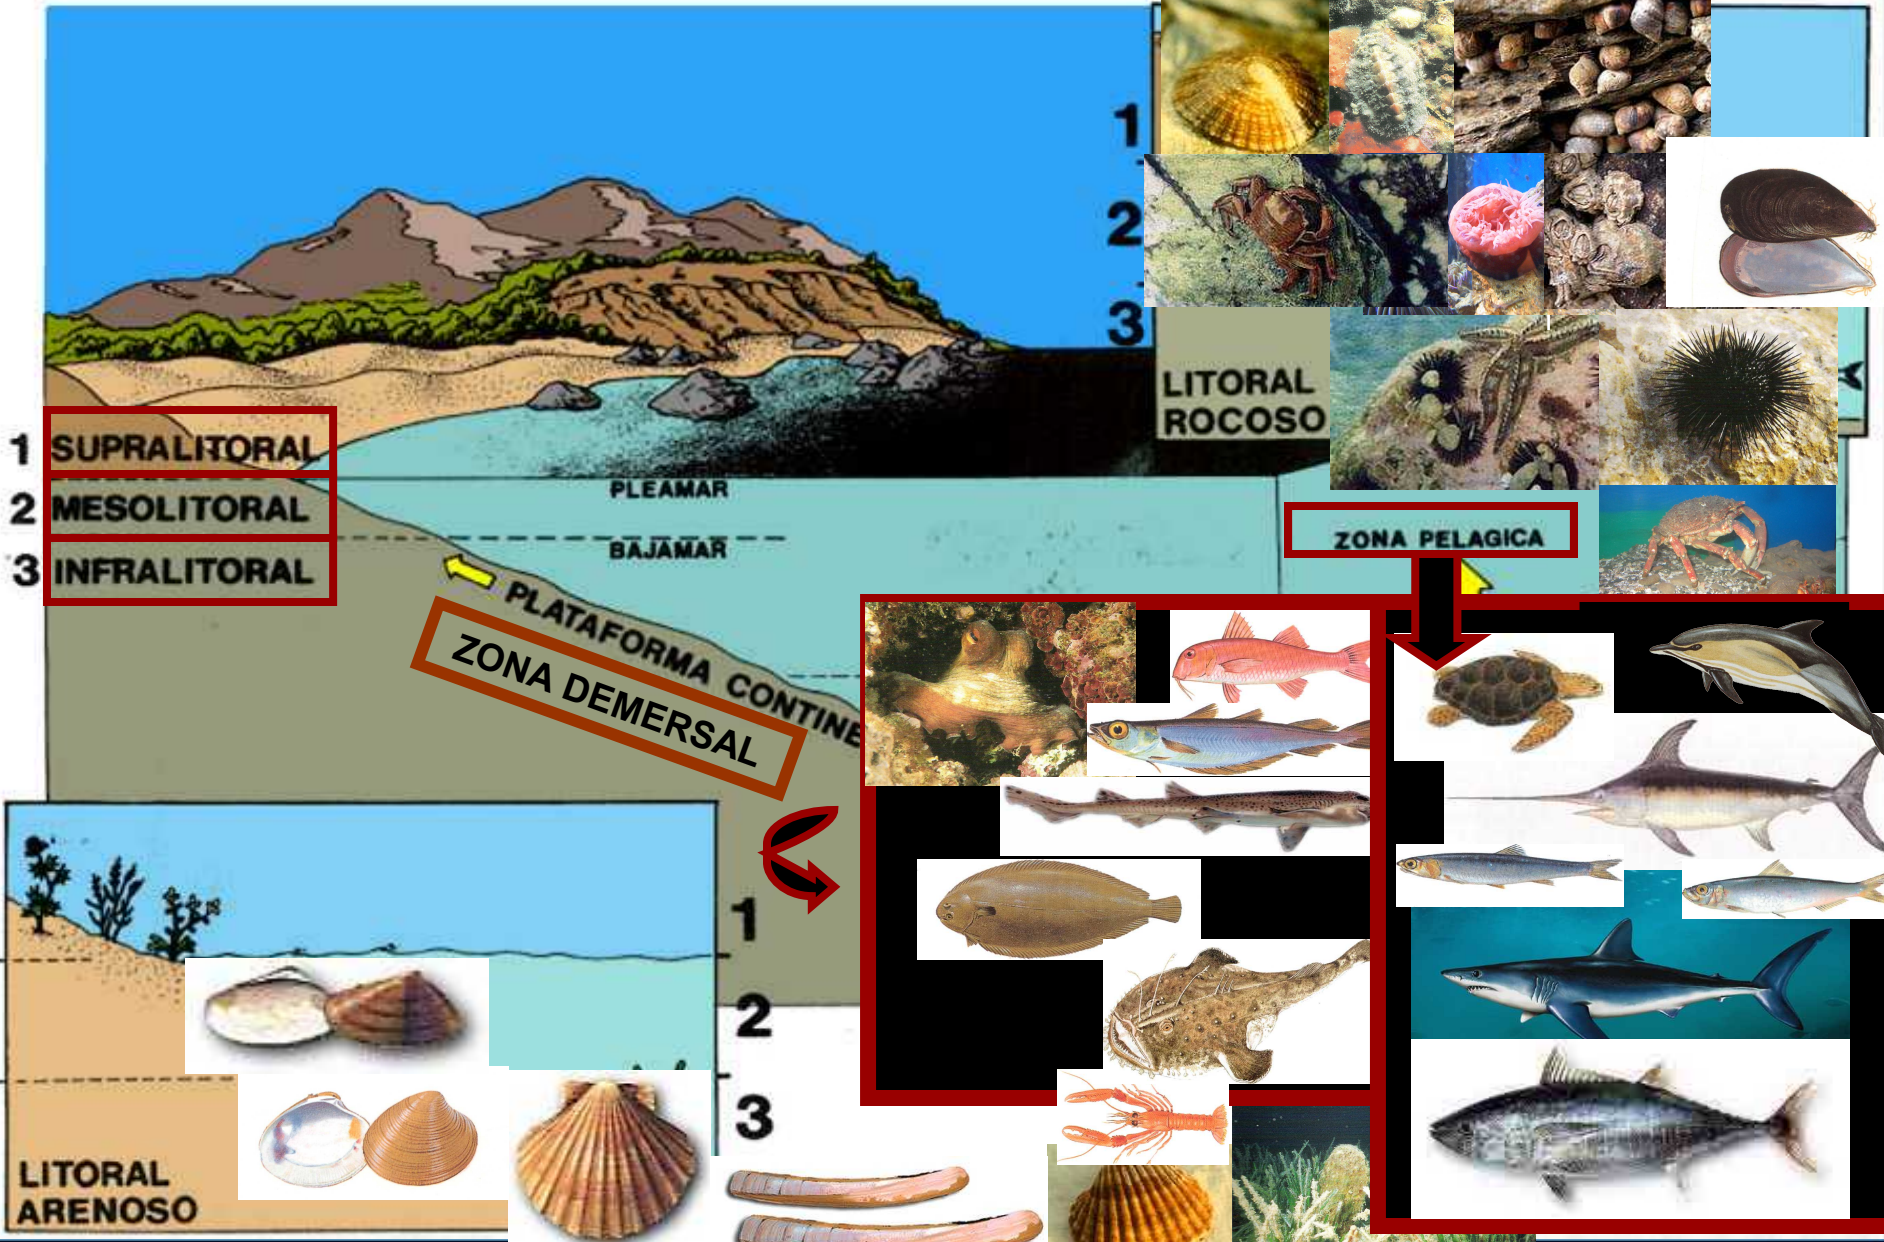 1
2
3
LITORAL
ROCOSO
1 SUPRALITORAL
2 MESOLITORAL
3 INFRALITORAL
PLEAMAR
BAJAMAR
ZONA PELAGICA
PLATAFORMA CONTINE
ZONA DEMERSAL
1
2
3
LITORAL
ARENOSO